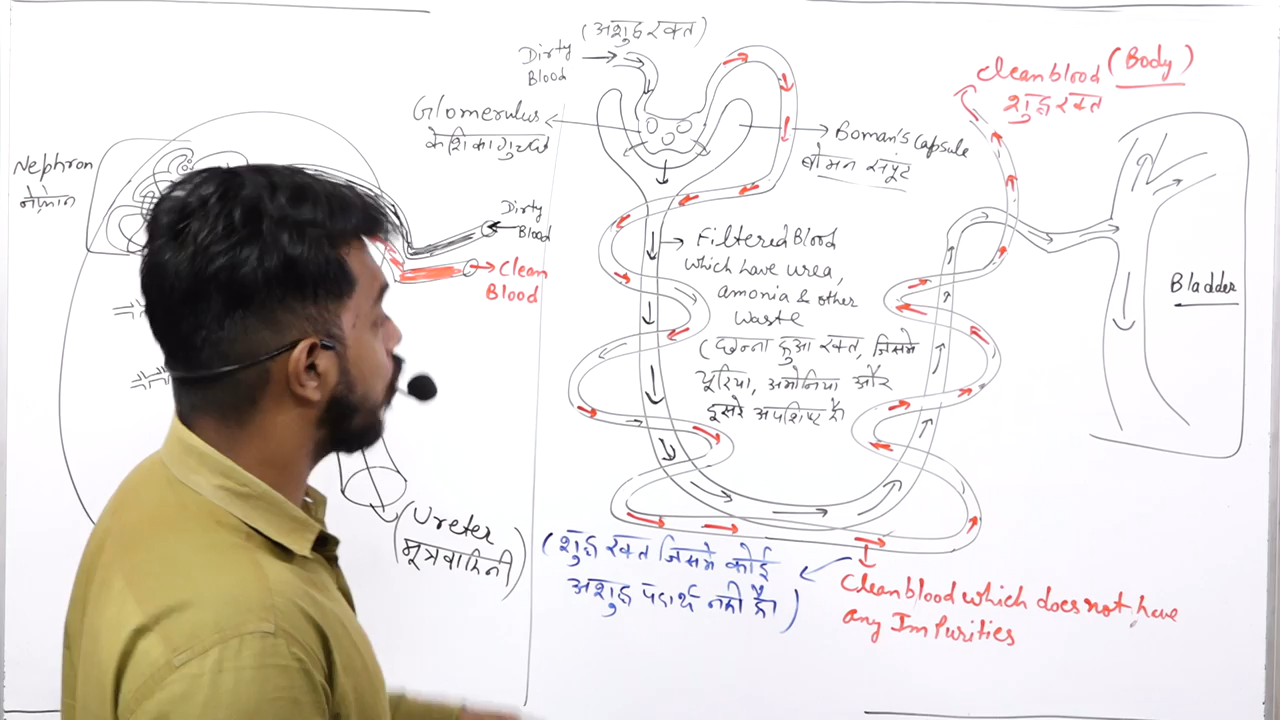 Nephron
नेफ्रान
Dirty
Blood
Clean
Blood
(Ureter
मूत्रवाहिनी)
(अशुद्ध रक्त)
Dirty
Blood
Glomerulus
केशिकागुच्छ
Boman's Capsule
बोमन संपूट
Filtered Blood
which have urea,
amonia & other
waste
(छन्ना हुआ रक्त, जिसमे
यूरिया, अमोनिया और
दूसरे अपशिष्ट है।
(शुद्ध रक्त जिसमे कोई
अशुद्ध पदार्थ नही है।)
Clean blood which does not have
any Impurities
Clean blood (Body)
शुद्ध रक्त
Bladder